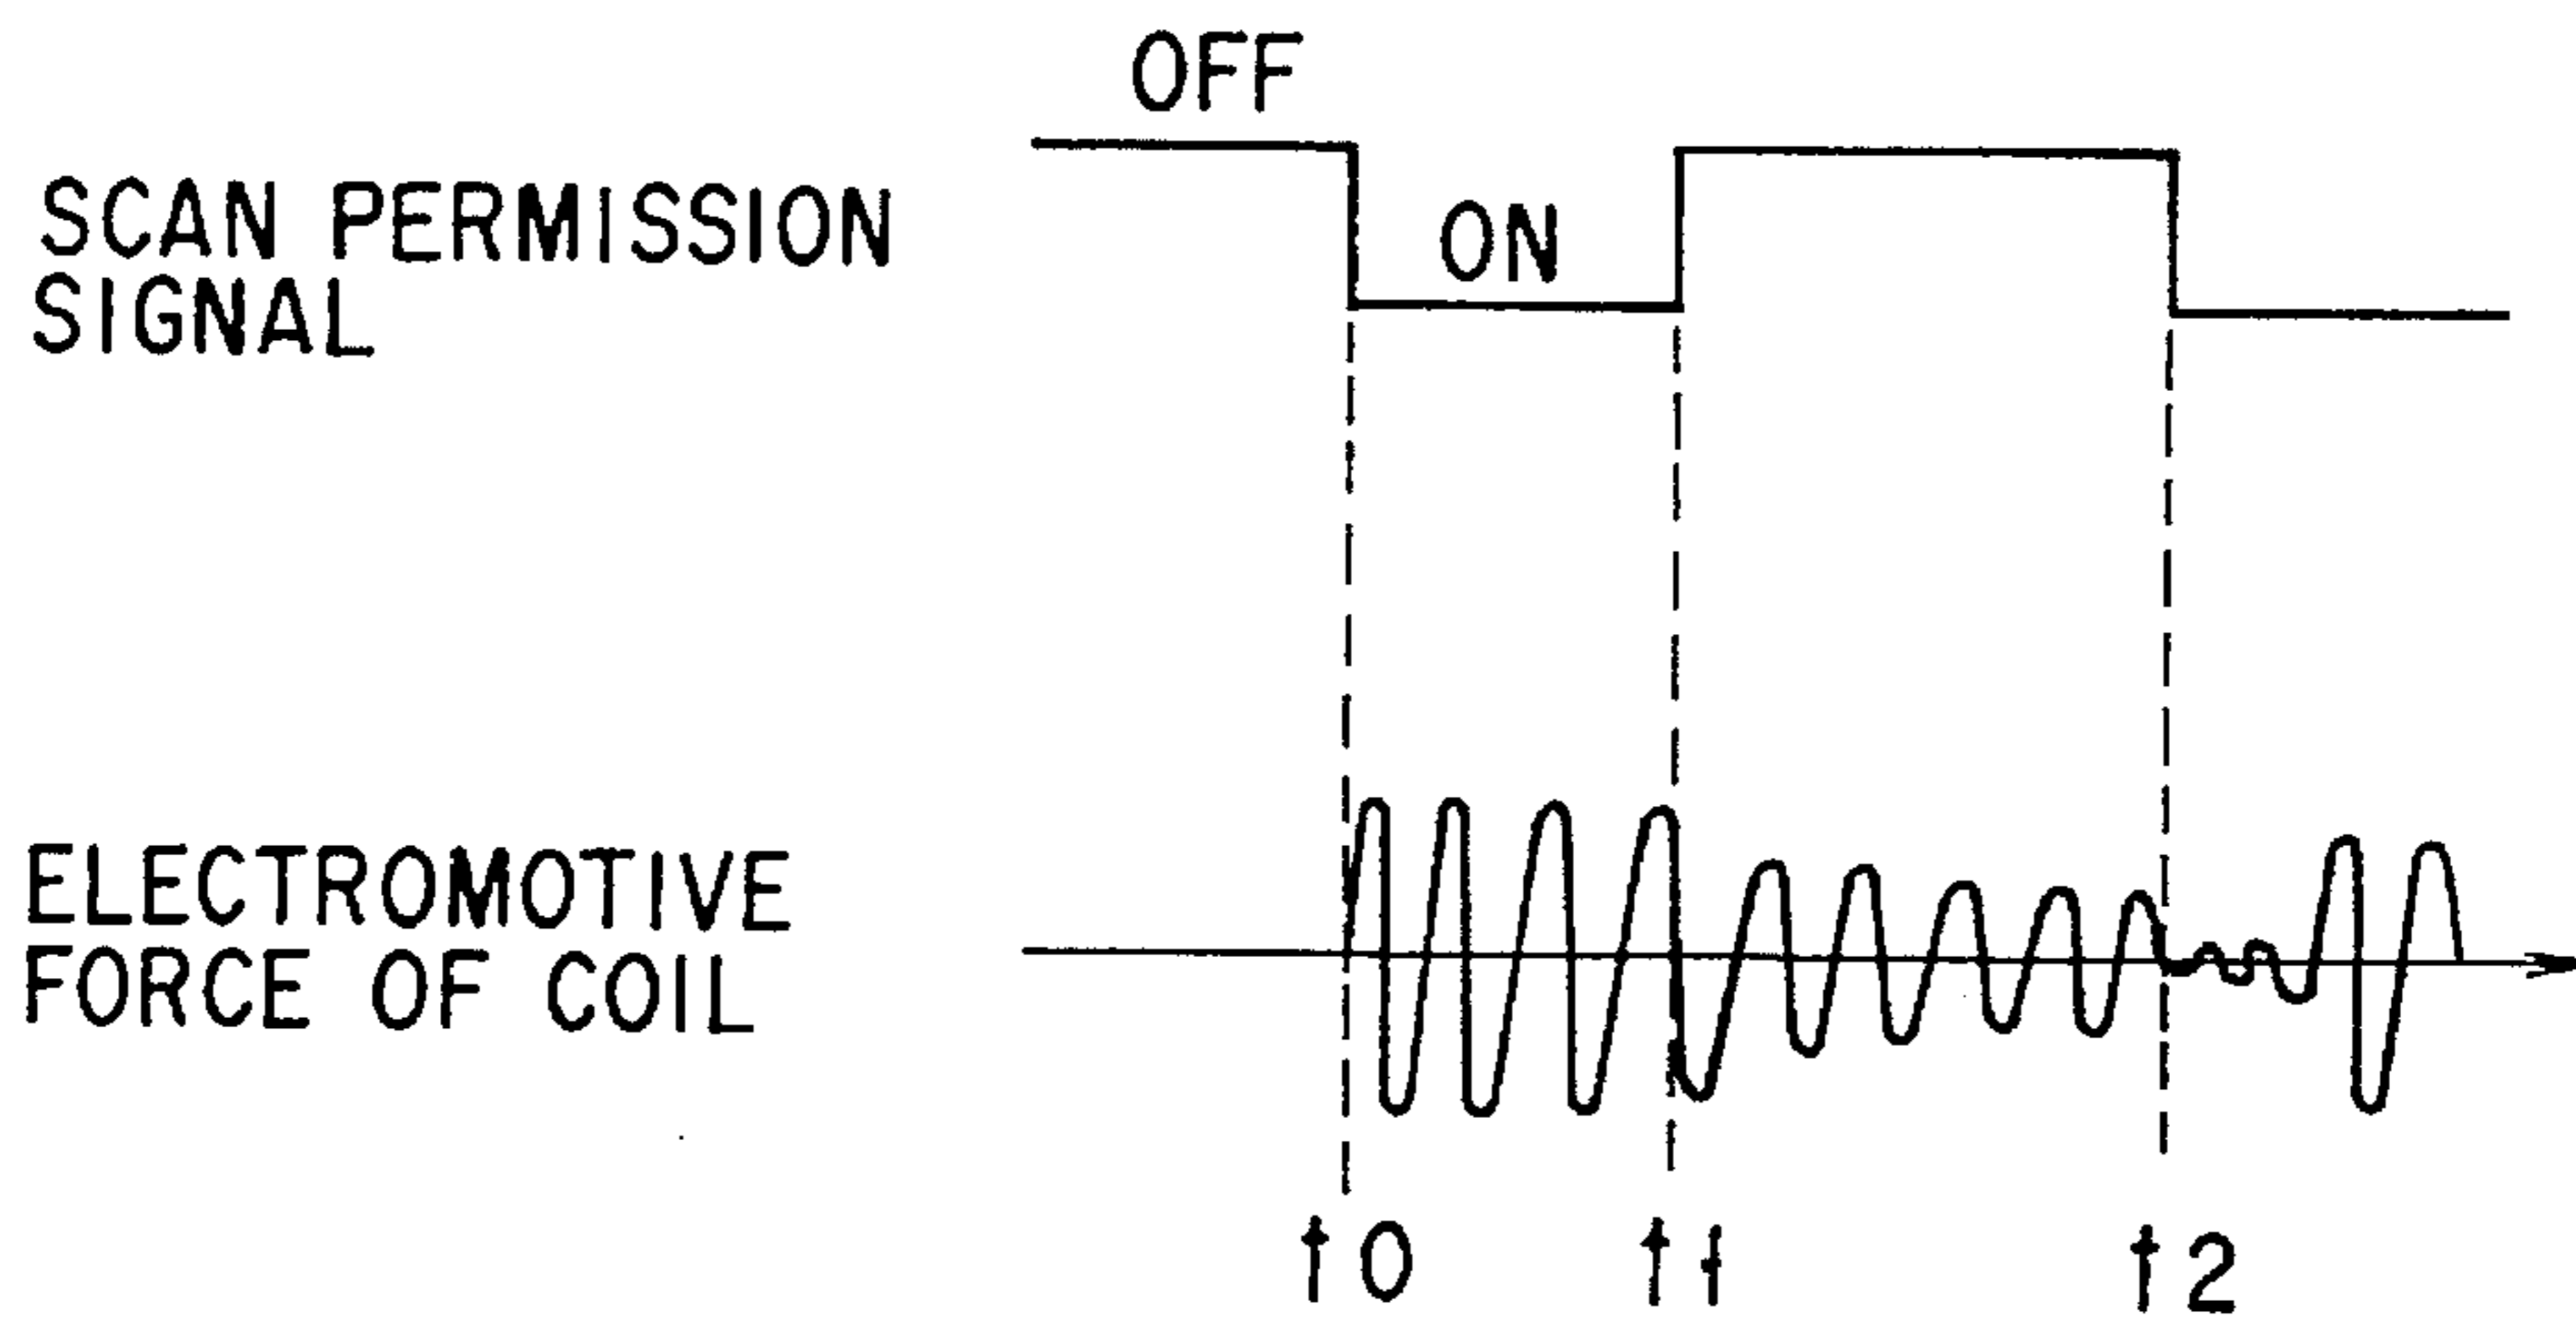 OFF
SCAN PERMISSION
SIGNAL
ON
ELECTROMOTIVE
FORCE OF COIL
t0 t1 t2